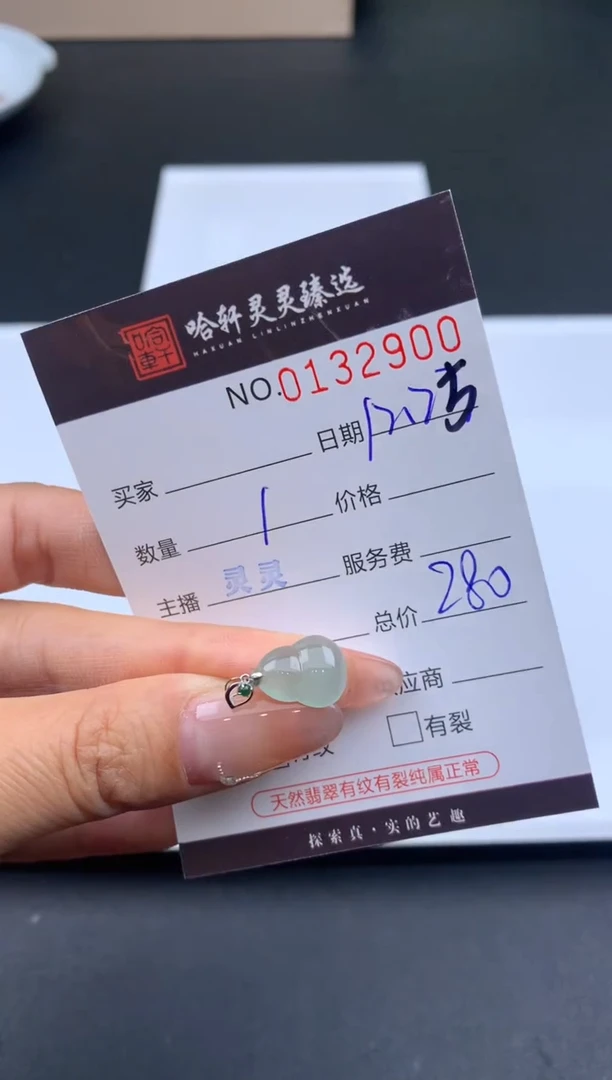 哈轩
哈轩灵灵臻选
HAXUAN LINLINZHENXUAN
NO.0132900
买家 日期
数量 1 价格
主播 灵灵 服务费
总价 280
应商
有裂
天然翡翠有纹有裂纯属正常
探索真·实的艺趣